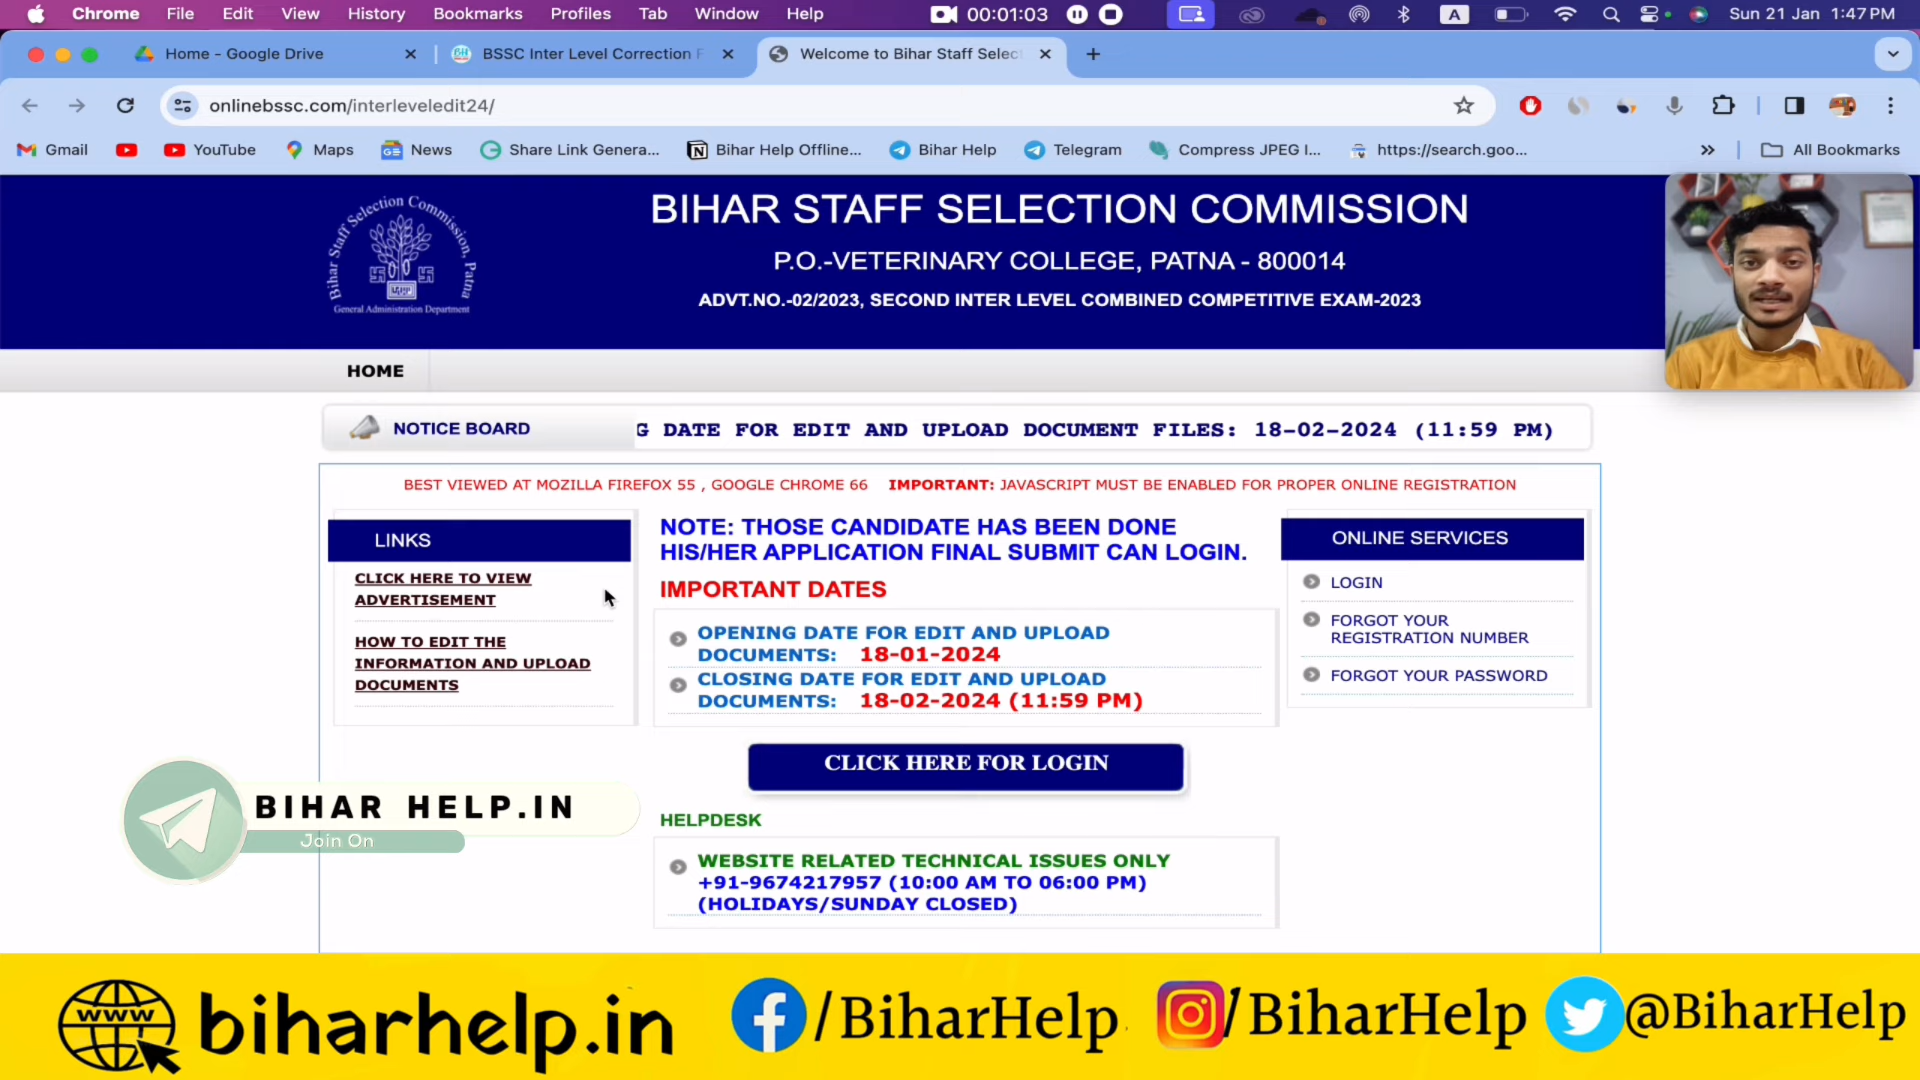 Chrome File Edit View History Bookmarks Profiles Tab Window Help 00:01:03 A Sun 21 Jan 1:47 PM
Home - Google Drive BSSC Inter Level Correction F Welcome to Bihar Staff Selec
onlinebssc.com/interleveledit24/
Gmail YouTube Maps News Share Link Genera... Bihar Help Offline... Bihar Help Telegram Compress JPEG I... https://search.goo... » All Bookmarks
Bihar Staff Selection Commission, Patna
General Administration Department
BIHAR STAFF SELECTION COMMISSION
P.O.-VETERINARY COLLEGE, PATNA - 800014
ADVT.NO.-02/2023, SECOND INTER LEVEL COMBINED COMPETITIVE EXAM-2023
HOME
NOTICE BOARD
G DATE FOR EDIT AND UPLOAD DOCUMENT FILES: 18-02-2024 (11:59 PM)
BEST VIEWED AT MOZILLA FIREFOX 55 , GOOGLE CHROME 66 IMPORTANT: JAVASCRIPT MUST BE ENABLED FOR PROPER ONLINE REGISTRATION
LINKS
CLICK HERE TO VIEW
ADVERTISEMENT
HOW TO EDIT THE
INFORMATION AND UPLOAD
DOCUMENTS
NOTE: THOSE CANDIDATE HAS BEEN DONE
HIS/HER APPLICATION FINAL SUBMIT CAN LOGIN.
IMPORTANT DATES
OPENING DATE FOR EDIT AND UPLOAD
DOCUMENTS: 18-01-2024
CLOSING DATE FOR EDIT AND UPLOAD
DOCUMENTS: 18-02-2024 (11:59 PM)
CLICK HERE FOR LOGIN
HELPDESK
WEBSITE RELATED TECHNICAL ISSUES ONLY
+91-9674217957 (10:00 AM TO 06:00 PM)
(HOLIDAYS/SUNDAY CLOSED)
ONLINE SERVICES
LOGIN
FORGOT YOUR
REGISTRATION NUMBER
FORGOT YOUR PASSWORD
BIHAR HELP.IN
Join On
www biharhelp.in /BiharHelp /BiharHelp @BiharHelp